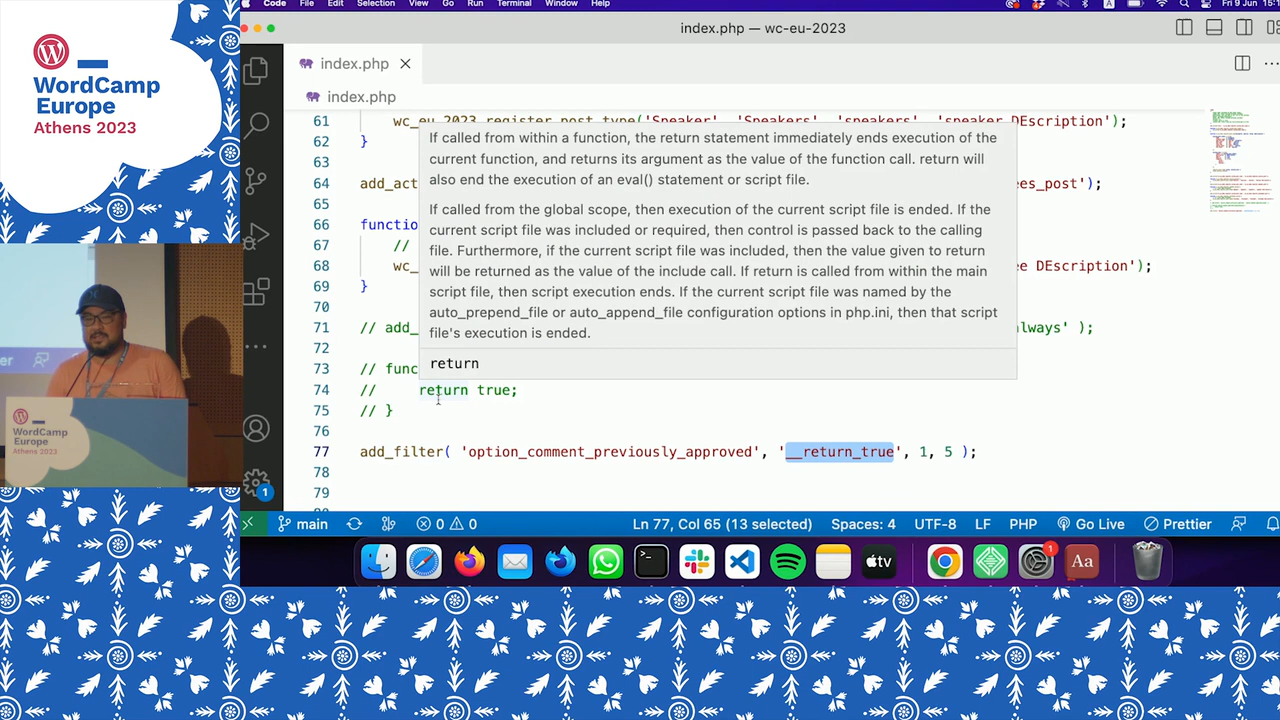 WordCamp
Europe
Athens 2023
WordCamp
Europe
Athens 2023
Code File Edit Selection View Go Run Terminal Window Help
A
Fri 9 Jun 15:1
index.php — wc-eu-2023
index.php
index.php
61 wc_eu_2023_register_post_type('Speaker', 'Speakers', 'speakers', 'speaker DEscription');
If called from within a function, the return statement immediately ends execution of the
62 }
current function, and returns its argument as the value of the function call. return will
63
also end the execution of an eval() statement or script file.
64 add_act ees_post');
65
If called from the global scope, then execution of the current script file is ended. If the
66 functio
current script file was included or required, then control is passed back to the calling
67 //
file. Furthermore, if the current script file was included, then the value given to return
68 wc_ ee DEscription');
will be returned as the value of the include call. If return is called from within the main
69 }
script file, then script execution ends. If the current script file was named by the
70
auto_prepend_file or auto_append_file configuration options in php.ini, then that script
71 // add_ lways' );
file's execution is ended.
72
return
73 // func
74 // return true;
75 // }
76
77 add_filter( 'option_comment_previously_approved', '__return_true', 1, 5 );
78
79
1
main 0 0 Ln 77, Col 65 (13 selected) Spaces: 4 UTF-8 LF PHP Go Live Prettier
tv
1
Aa